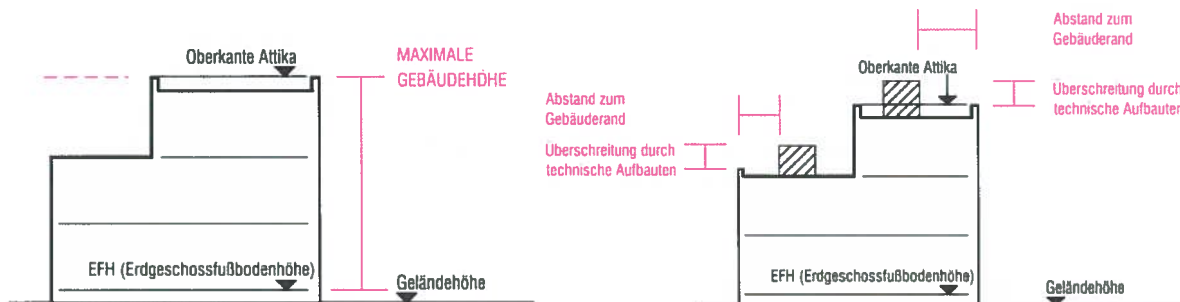 Oberkante Attika
MAXIMALE
GEBÄUDEHÖHE
EFH (Erdgeschossfußbodenhöhe)
Geländehöhe
Abstand zum
Gebäuderand
Oberkante Attika
Überschreitung durch
technische Aufbauten
Abstand zum
Gebäuderand
Überschreitung durch
technische Aufbauten
EFH (Erdgeschossfußbodenhöhe)
Geländehöhe